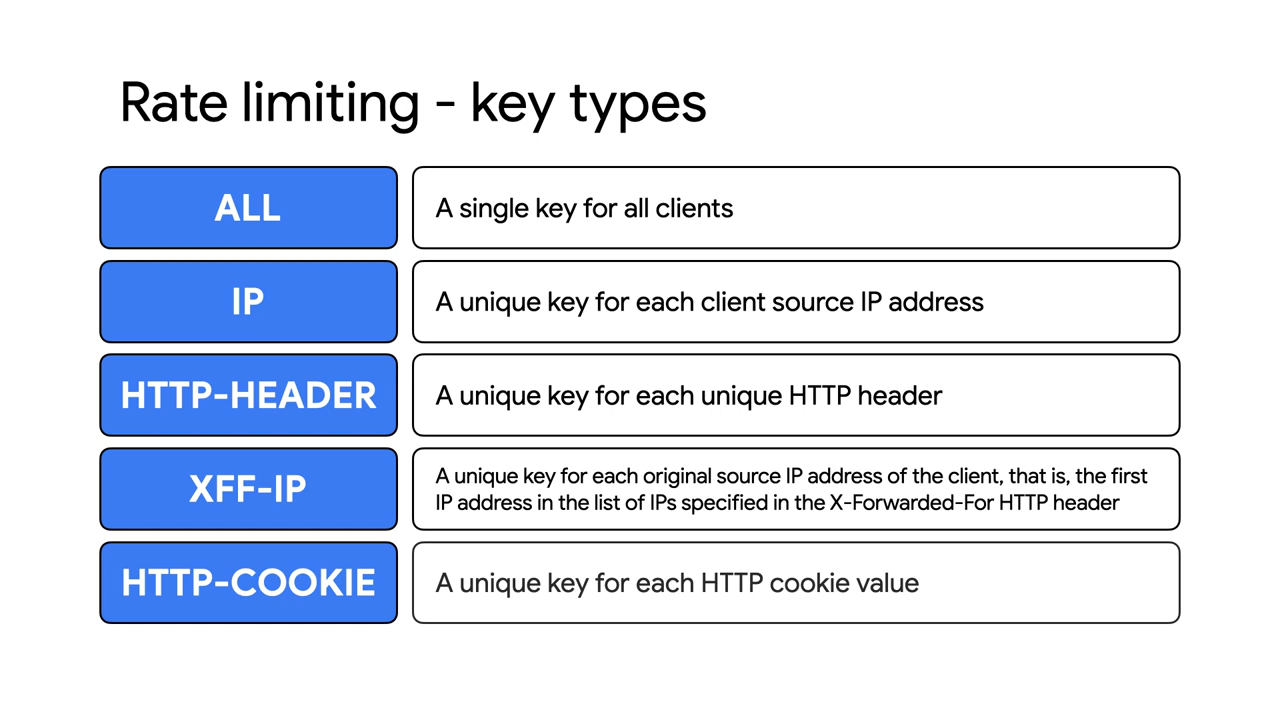 Rate limiting - key types
ALL
A single key for all clients
IP
A unique key for each client source IP address
HTTP-HEADER
A unique key for each unique HTTP header
XFF-IP
A unique key for each original source IP address of the client, that is, the first
IP address in the list of IPs specified in the X-Forwarded-For HTTP header
HTTP-COOKIE
A unique key for each HTTP cookie value